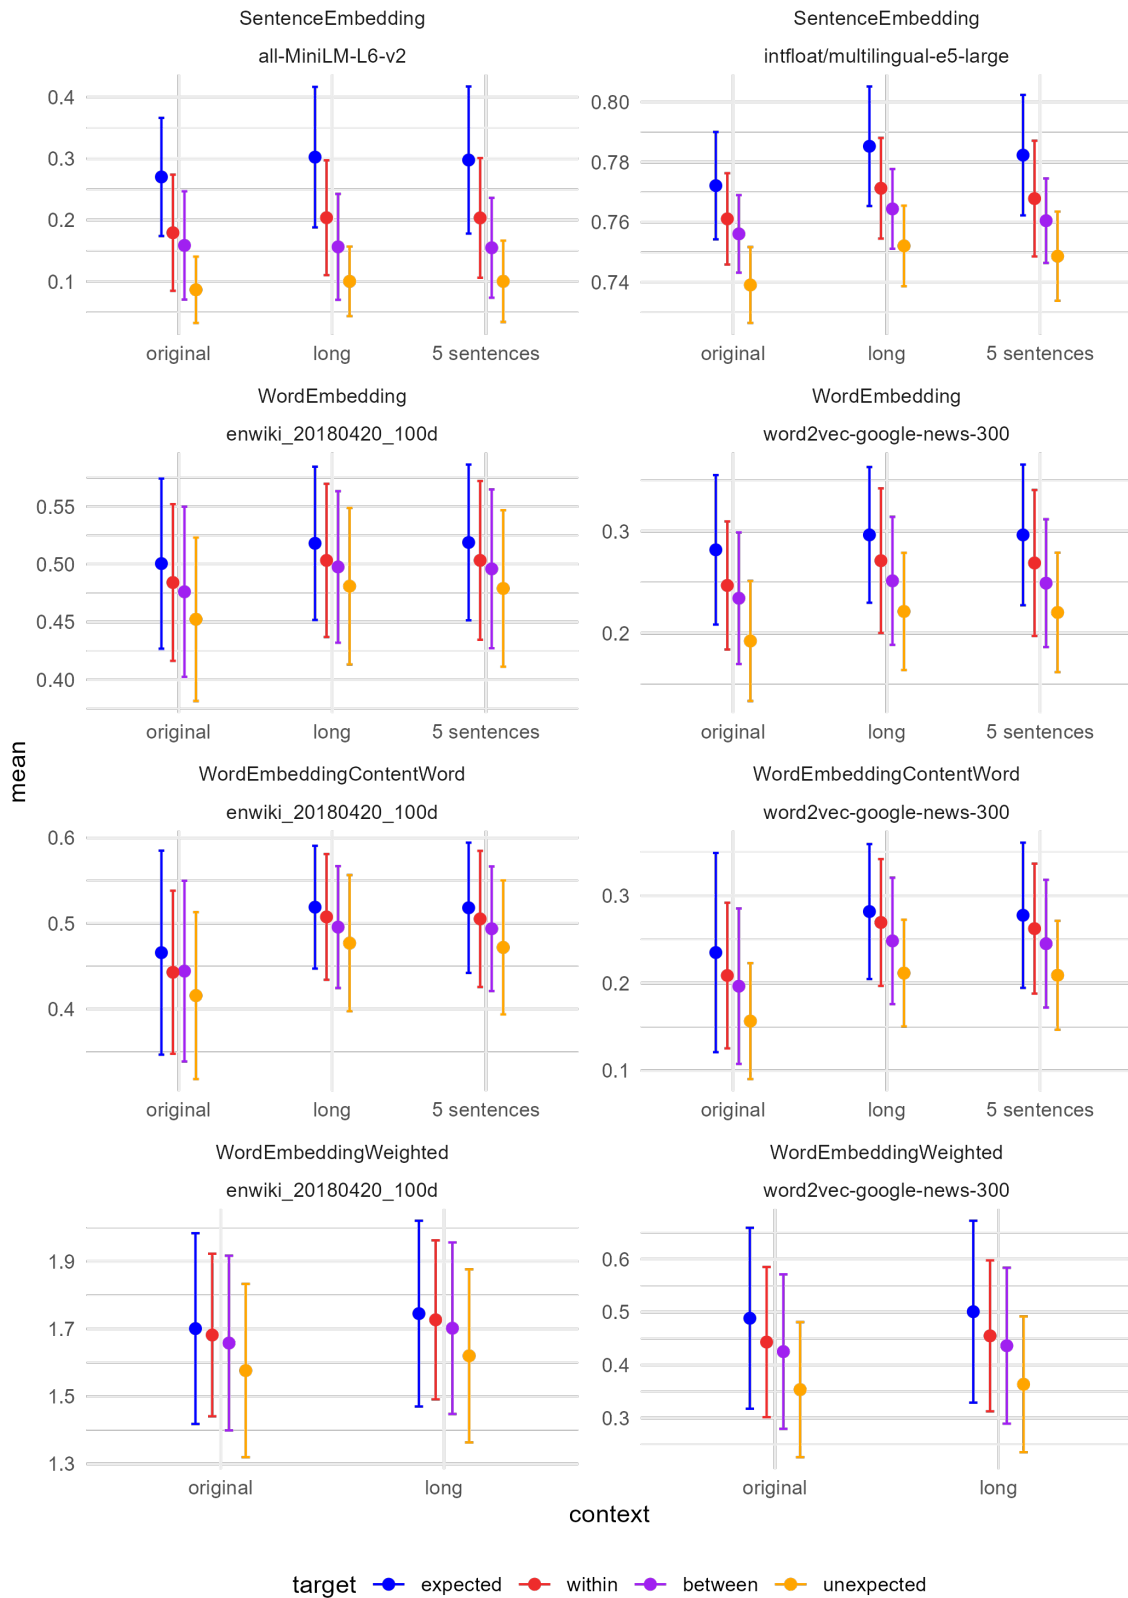 SentenceEmbedding SentenceEmbedding
all-MiniLM-L6-v2 intfloat/multilingual-e5-large
0.4
0.3
0.2
0.1
0.80
0.78
0.76
0.74
original long 5 sentences original long 5 sentences
WordEmbedding WordEmbedding
enwiki_20180420_100d word2vec-google-news-300
0.55
0.50
0.45
0.40
0.3
0.2
original long 5 sentences original long 5 sentences
mean
WordEmbeddingContentWord WordEmbeddingContentWord
enwiki_20180420_100d word2vec-google-news-300
0.6
0.5
0.4
0.3
0.2
0.1
original long 5 sentences original long 5 sentences
WordEmbeddingWeighted WordEmbeddingWeighted
enwiki_20180420_100d word2vec-google-news-300
1.9
1.7
1.5
1.3
0.6
0.5
0.4
0.3
original long original long
context
target expected within between unexpected